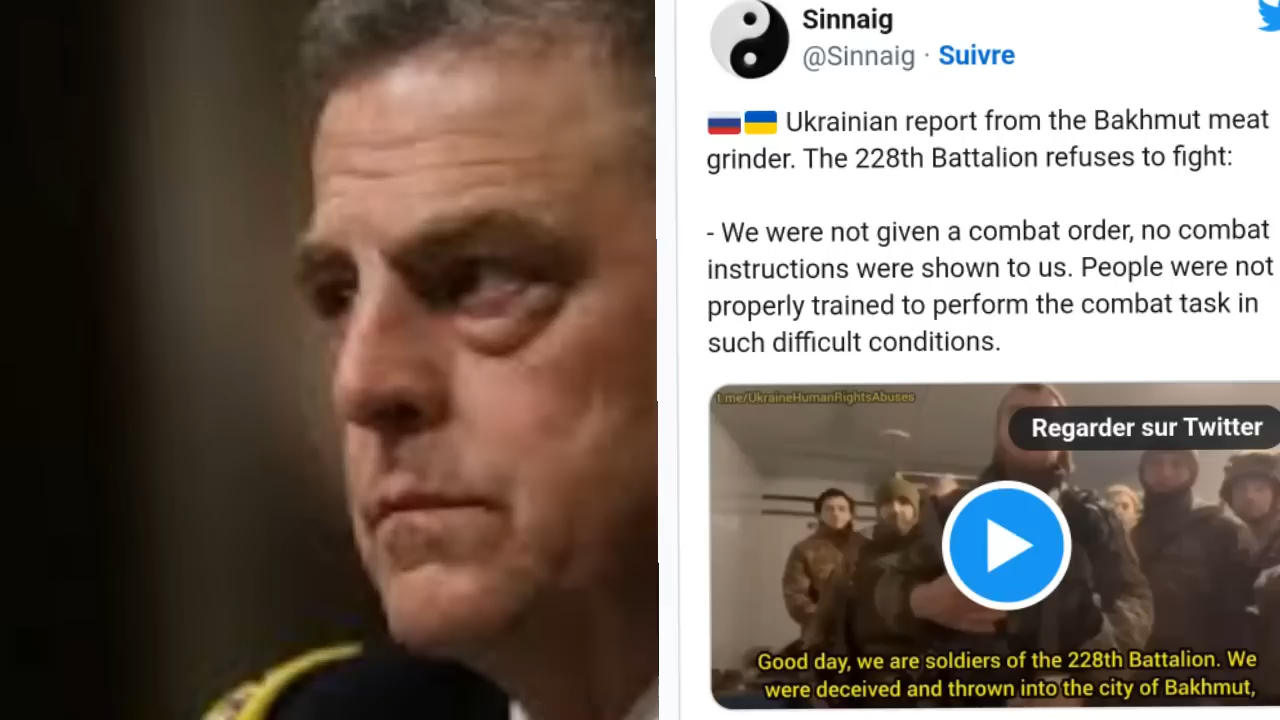 Sinnaig
@Sinnaig · Suivre
🇷🇺🇺🇦 Ukrainian report from the Bakhmut meat
grinder. The 228th Battalion refuses to fight:
- We were not given a combat order, no combat
instructions were shown to us. People were not
properly trained to perform the combat task in
such difficult conditions.
t.me/UkraineHumanRightsAbuses
Regarder sur Twitter
Good day, we are soldiers of the 228th Battalion. We
were deceived and thrown into the city of Bakhmut,